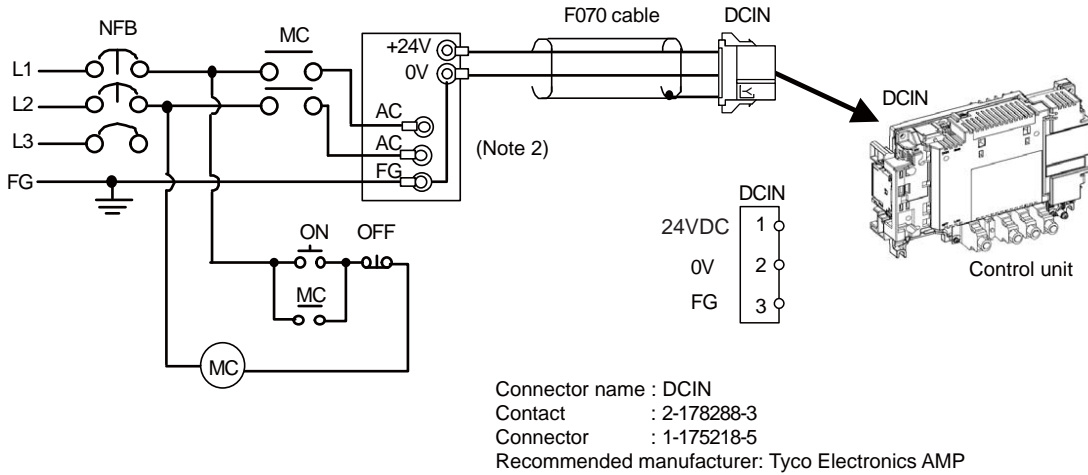 F070 cable
DCIN
NFB
MC
+24V
0V
L1
L2
L3
FG
AC
AC
FG
(Note 2)
Y
DCIN
Control unit
DCIN
24VDC 1
0V 2
FG 3
ON OFF
MC
MC
Connector name : DCIN
Contact : 2-178288-3
Connector : 1-175218-5
Recommended manufacturer: Tyco Electronics AMP